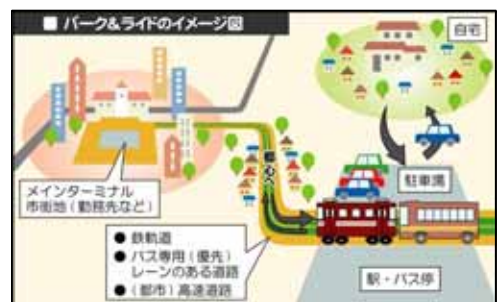 ■ パーク&ライドのイメージ図
自宅
都心へ
駐車場
メインターミナル
市街地(勤務先など)
● 鉄軌道
● バス専用(優先)
レーンのある道路
● (都市)高速道路
駅・バス停